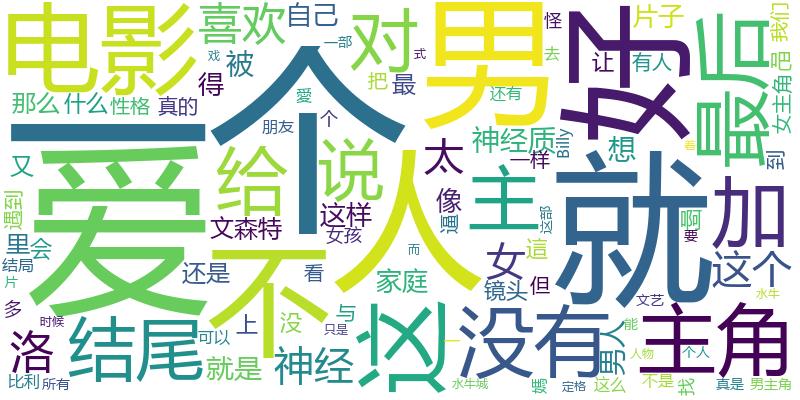 电影
喜欢
自己
对
男
怪
片子
我们
好
最后
戏
一部
式
去
被
得
把
最
还有
让
有人
女主角
巴
那么
什么
性格
真的
一个
愛
朋友
个
神经质
Billy
想
着
到
又
爱
给
说
太
一样
人
就
加
遇到
像
逼
主
这部
啊
要
文森特
这样
女孩
而
里
会
不
这
女
這
但
这个
结局
片
还是
看
家庭
镜头
文艺
水牛
多
时候
上
没
与
只是
没有
男人
能
主角
洛
结尾
可以
就是
神经
一
人物
个人
比利
所有
水牛城
媽
定格
这么
不是
找
真是
男主角